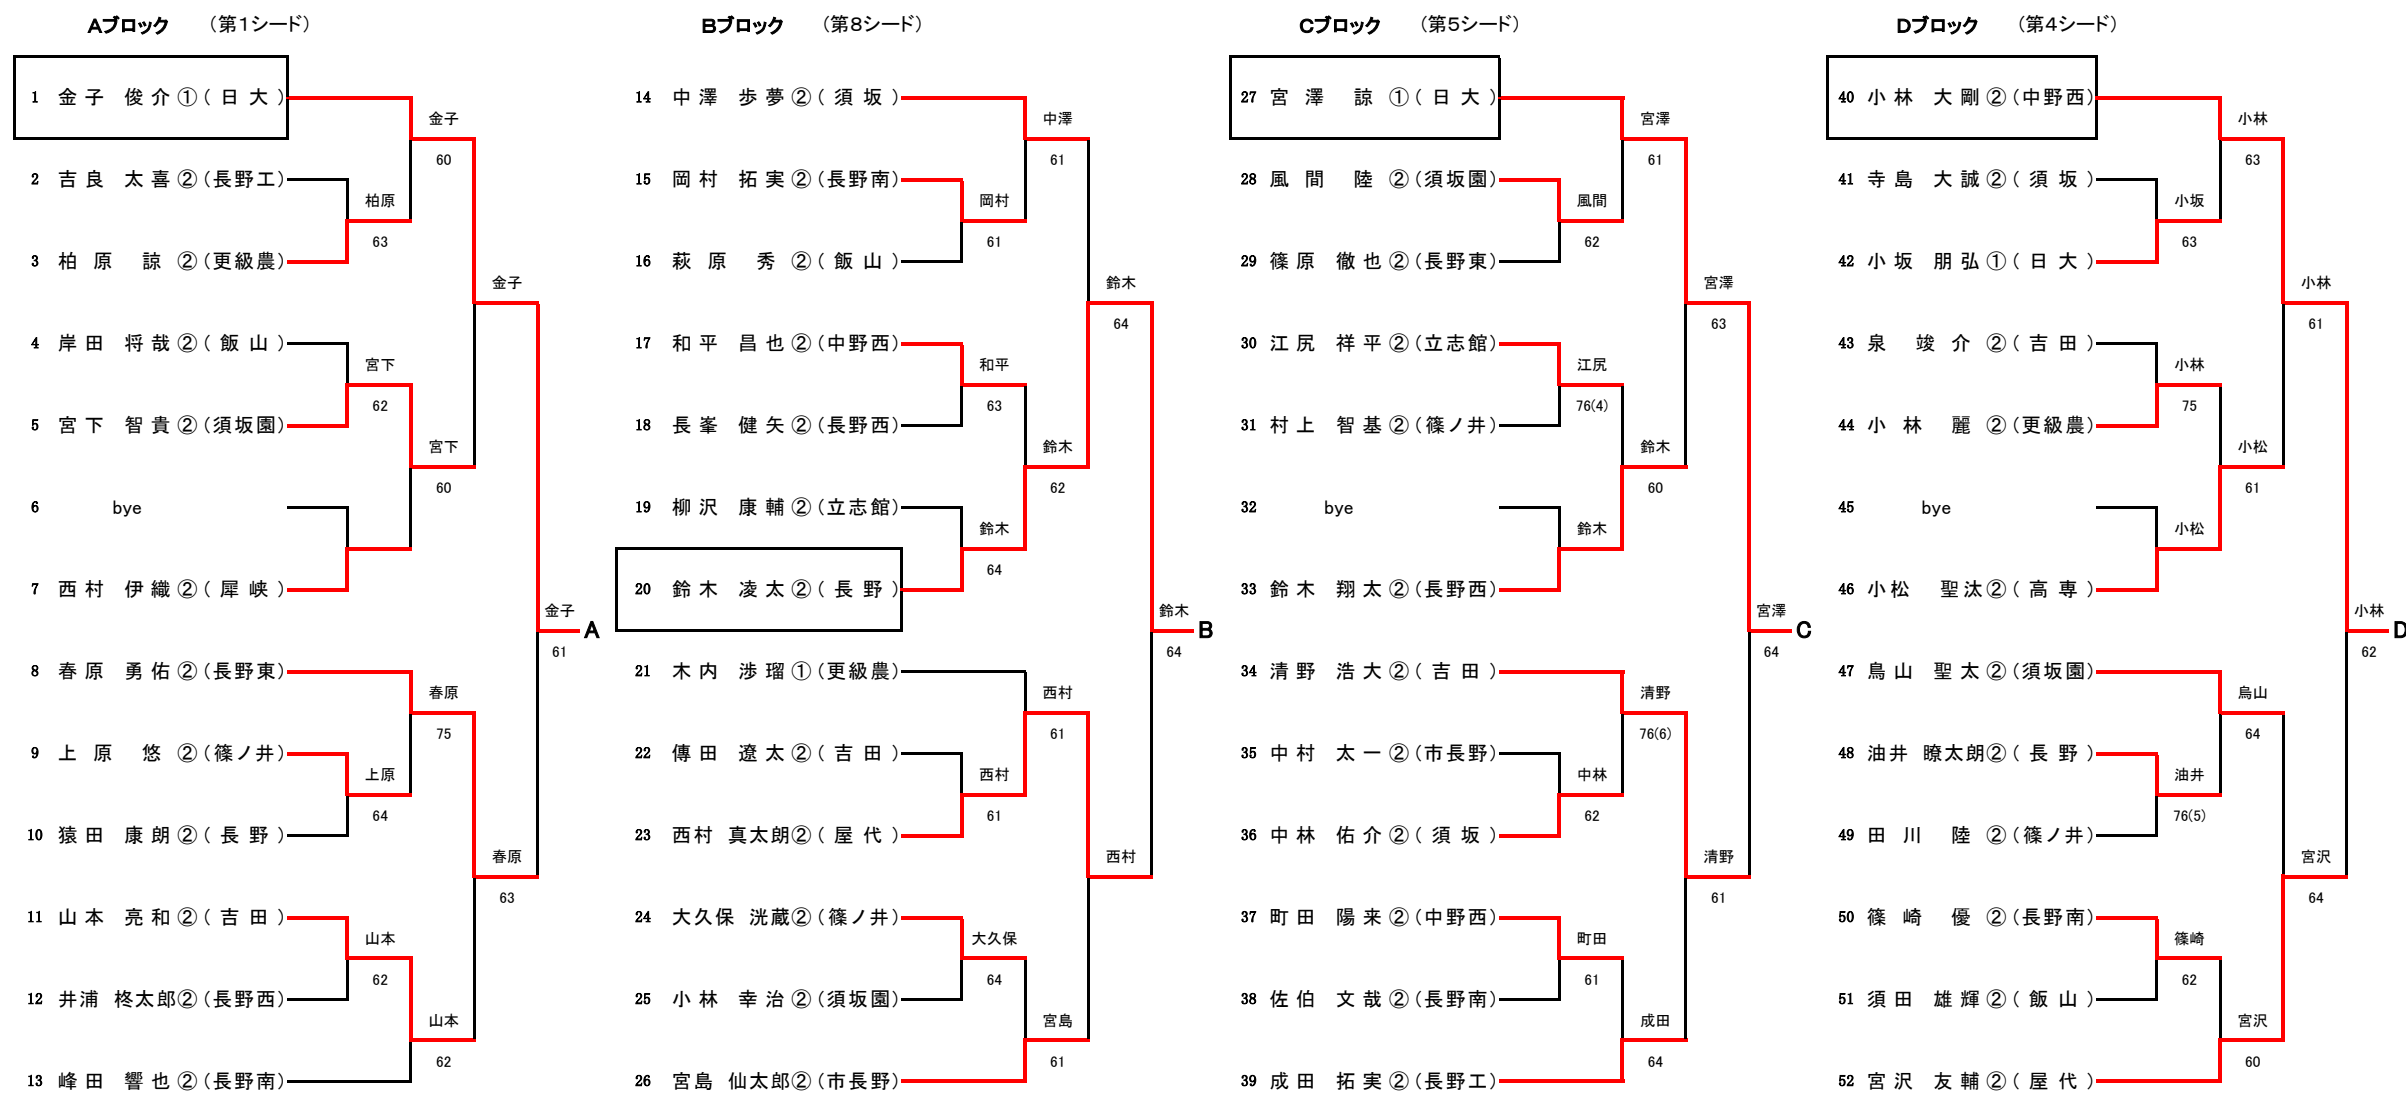 Aブロック （第1シード）
1 金子 俊介①(日大)
2 吉良 太喜②(長野工)
3 柏原 諒②(更級農)
4 岸田 将哉②(飯山)
5 宮下 智貴②(須坂園)
6 bye
7 西村 伊織②(犀峡)
8 春原 勇佑②(長野東)
9 上原 悠②(篠ノ井)
10 猿田 康朗②(長野)
11 山本 亮和②(吉田)
12 井浦 柊太郎②(長野西)
13 峰田 響也②(長野南)
柏原
63
宮下
62
上原
64
山本
62
金子
60
宮下
60
春原
75
山本
62
金子
春原
63
金子
61
A
Bブロック （第8シード）
14 中澤 歩夢②(須坂)
15 岡村 拓実②(長野南)
16 萩原 秀②(飯山)
17 和平 昌也②(中野西)
18 長峯 健矢②(長野西)
19 柳沢 康輔②(立志館)
20 鈴木 凌太②(長野)
21 木内 渉瑠①(更級農)
22 傳田 遼太②(吉田)
23 西村 真太朗②(屋代)
24 大久保 洸蔵②(篠ノ井)
25 小林 幸治②(須坂園)
26 宮島 仙太郎②(市長野)
岡村
61
和平
63
鈴木
64
西村
61
大久保
64
中澤
61
鈴木
62
西村
61
宮島
61
鈴木
64
西村
鈴木
64
B
Cブロック （第5シード）
27 宮澤 諒①(日大)
28 風間 陸②(須坂園)
29 篠原 徹也②(長野東)
30 江尻 祥平②(立志館)
31 村上 智基②(篠ノ井)
32 bye
33 鈴木 翔太②(長野西)
34 清野 浩大②(吉田)
35 中村 太一②(市長野)
36 中林 佑介②(須坂)
37 町田 陽来②(中野西)
38 佐伯 文哉②(長野南)
39 成田 拓実②(長野工)
風間
62
江尻
76(4)
鈴木
中林
62
町田
61
宮澤
61
鈴木
60
清野
76(6)
成田
64
宮澤
63
清野
61
宮澤
64
C
Dブロック （第4シード）
40 小林 大剛②(中野西)
41 寺島 大誠②(須坂)
42 小坂 朋弘①(日大)
43 泉 竣介②(吉田)
44 小林 麗②(更級農)
45 bye
46 小松 聖汰②(高専)
47 鳥山 聖太②(須坂園)
48 油井 瞭太朗②(長野)
49 田川 陸②(篠ノ井)
50 篠崎 優②(長野南)
51 須田 雄輝②(飯山)
52 宮沢 友輔②(屋代)
小坂
63
小林
75
小松
油井
76(5)
篠崎
62
小林
63
小松
61
鳥山
64
宮沢
60
小林
61
宮沢
64
小林
62
D